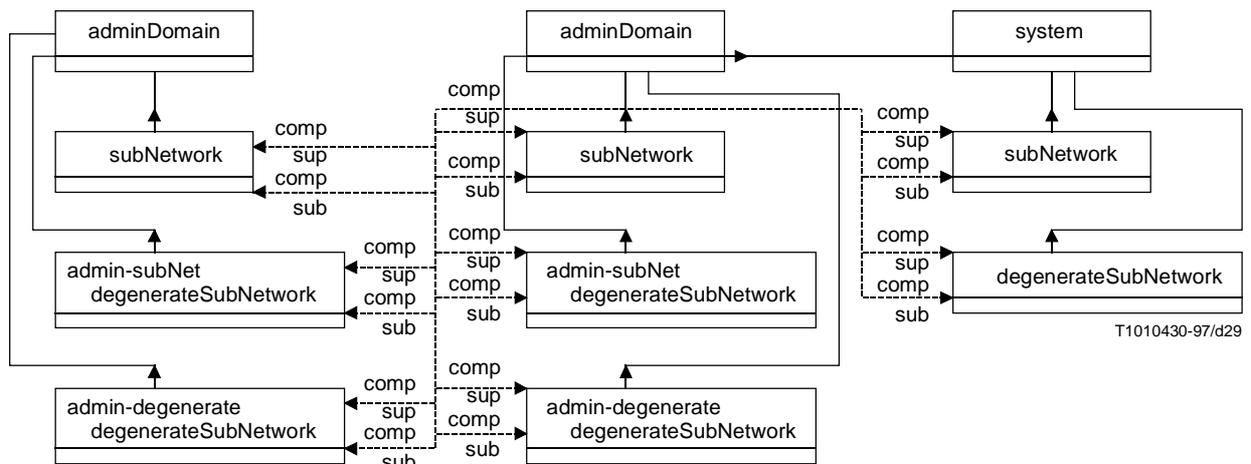 adminDomain
adminDomain
system
comp
sup
comp
sup
comp
sup
subNetwork
subNetwork
subNetwork
comp
sub
comp
sub
comp
sub
comp
sup
comp
sup
comp
sup
admin-subNet
degenerateSubNetwork
admin-subNet
degenerateSubNetwork
degenerateSubNetwork
comp
sub
comp
sub
comp
sub
T1010430-97/d29
comp
sup
comp
sup
admin-degenerate
degenerateSubNetwork
admin-degenerate
degenerateSubNetwork
comp
sub
comp
sub